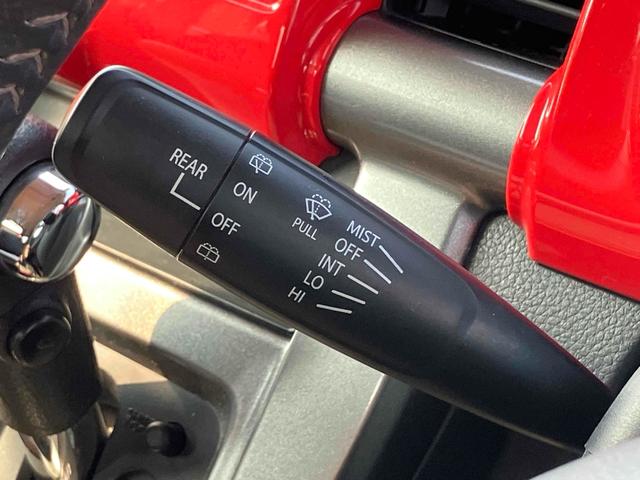 REAR
ON
OFF
PULL
MIST
OFF
INT
LO
HI